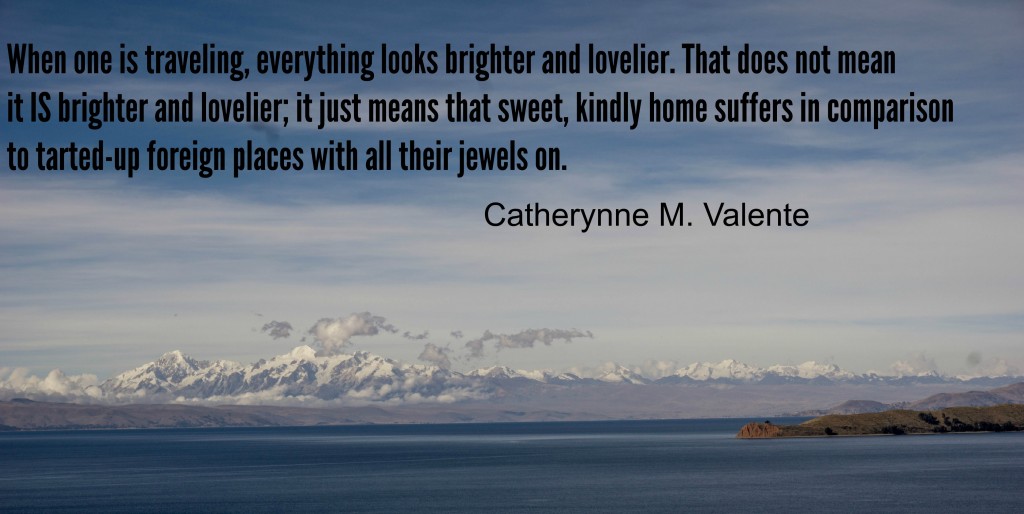 When one is traveling, everything looks brighter and lovelier. That does not mean
it IS brighter and lovelier; it just means that sweet, kindly home suffers in comparison
to tarted-up foreign places with all their jewels on.
Catherynne M. Valente